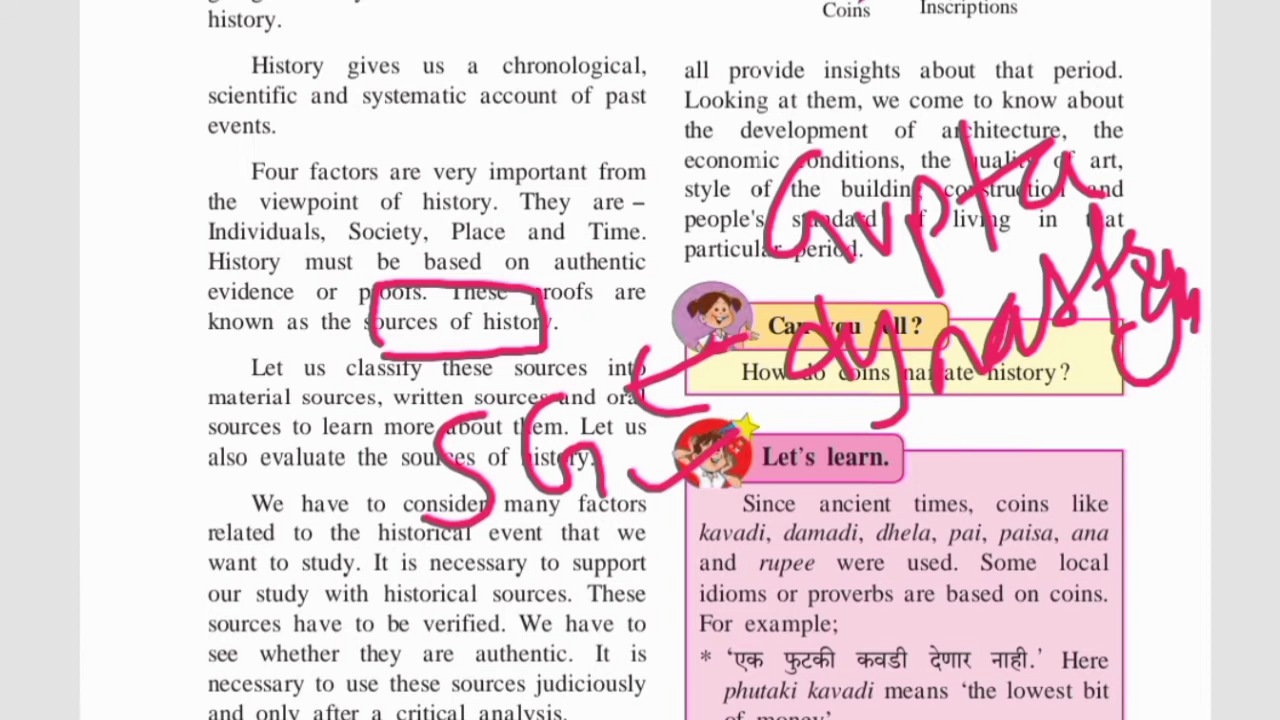 history.
History gives us a chronological,
scientific and systematic account of past
events.
Four factors are very important from
the viewpoint of history. They are –
Individuals, Society, Place and Time.
History must be based on authentic
evidence or proofs. These proofs are
known as the sources of history.
Let us classify these sources into
material sources, written sources and oral
sources to learn more about them. Let us
also evaluate the sources of history.
We have to consider many factors
related to the historical event that we
want to study. It is necessary to support
our study with historical sources. These
sources have to be verified. We have to
see whether they are authentic. It is
necessary to use these sources judiciously
and only after a critical analysis.
Coins Inscriptions
all provide insights about that period.
Looking at them, we come to know about
the development of architecture, the
economic conditions, the quality of art,
style of the building construction and
people's standard of living in that
particular period.
Can you tell?
How do coins narrate history?
Let's learn.
Since ancient times, coins like
kavadi, damadi, dhela, pai, paisa, ana
and rupee were used. Some local
idioms or proverbs are based on coins.
For example;
* ‘एक फुटकी कवडी देणार नाही.’ Here
phutaki kavadi means ‘the lowest bit
of money’
Gupta
dynasty
SG